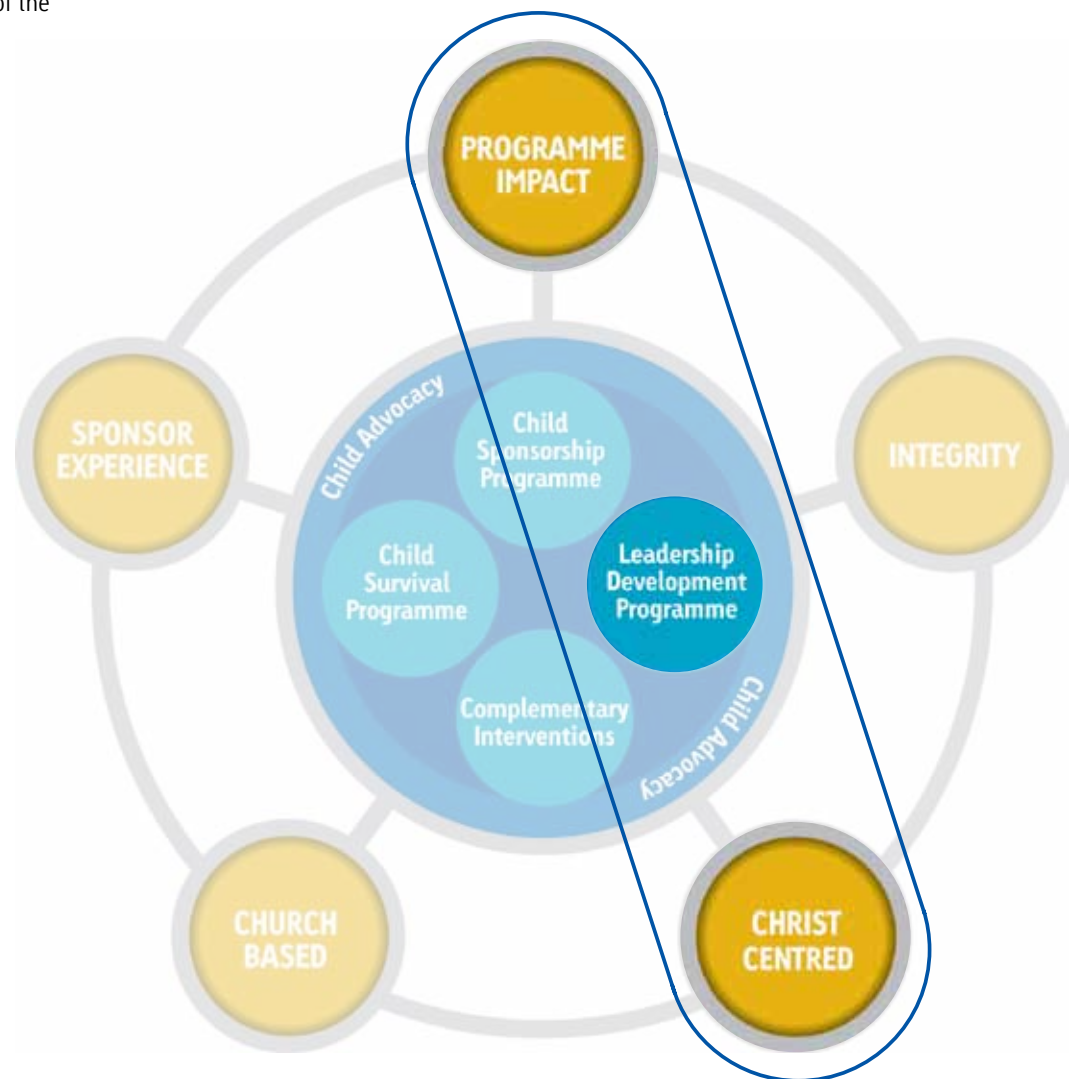 of the
PROGRAMME
IMPACT
SPONSOR
EXPERIENCE
INTEGRITY
Child Advocacy
Child
Sponsorship
Programme
Child
Survival
Programme
Leadership
Development
Programme
Complementary
Interventions
Child Advocacy
CHURCH
BASED
CHRIST
CENTRED